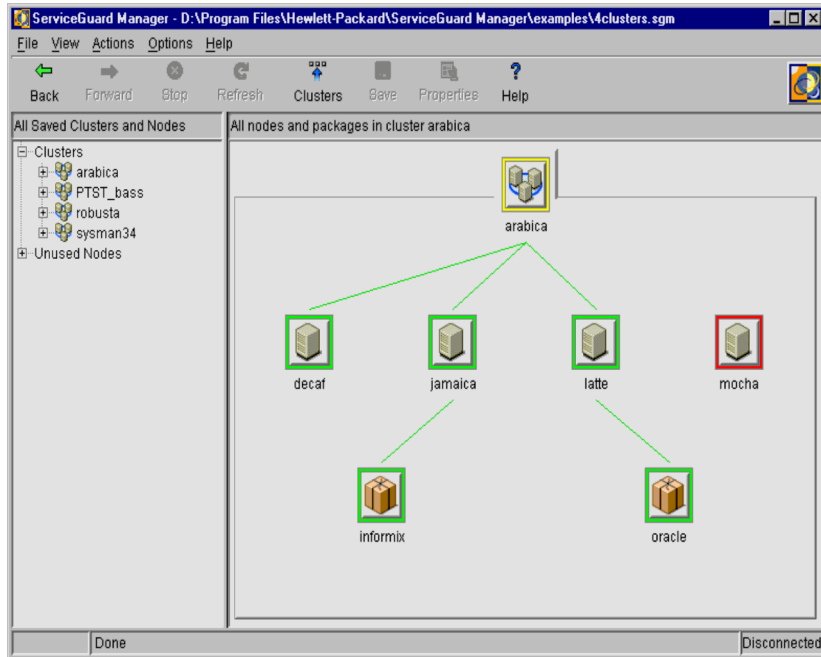 ServiceGuard Manager - D:\Program Files\Hewlett-Packard\ServiceGuard Manager\examples\4clusters.sgm
File View Actions Options Help
Back Forward Stop Refresh Clusters Save Properties Help
All Saved Clusters and Nodes
All nodes and packages in cluster arabica
Clusters
arabica
PTST_bass
robusta
sysman34
Unused Nodes
arabica
decaf jamaica latte mocha
informix oracle
Done Disconnected